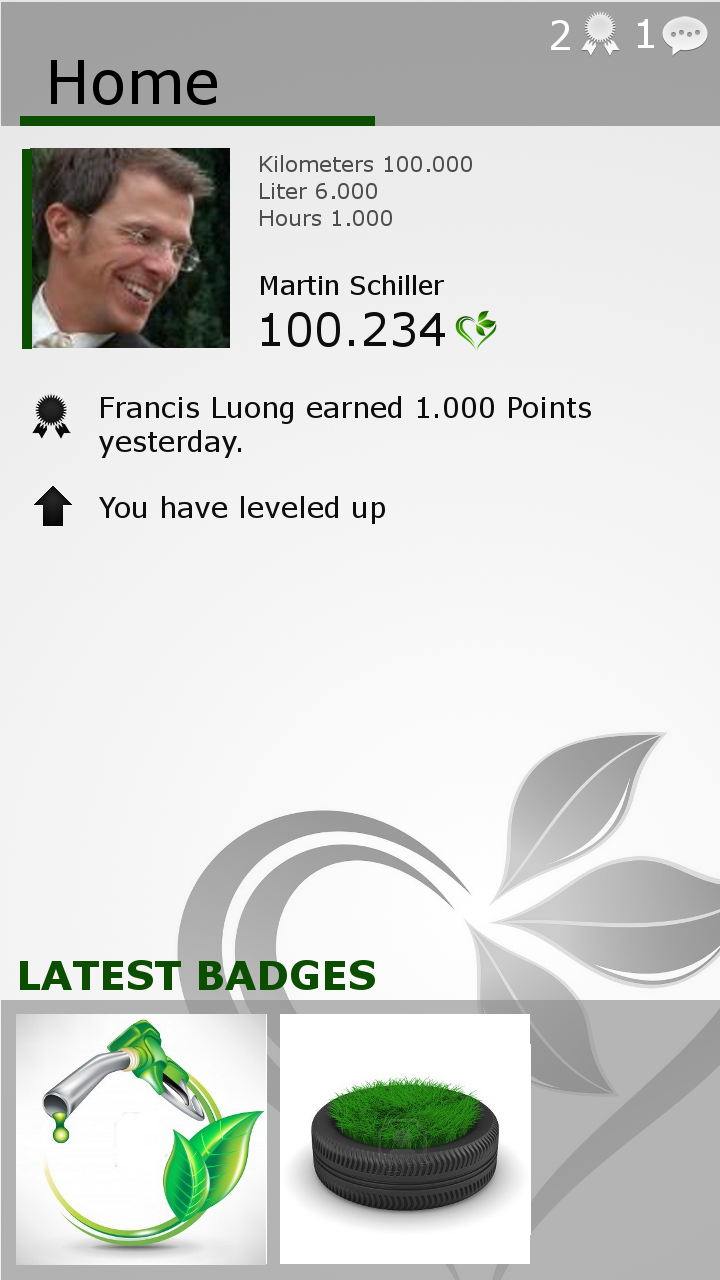 2 1
Home
Kilometers 100.000
Liter 6.000
Hours 1.000
Martin Schiller
100.234
Francis Luong earned 1.000 Points
yesterday.
You have leveled up
LATEST BADGES